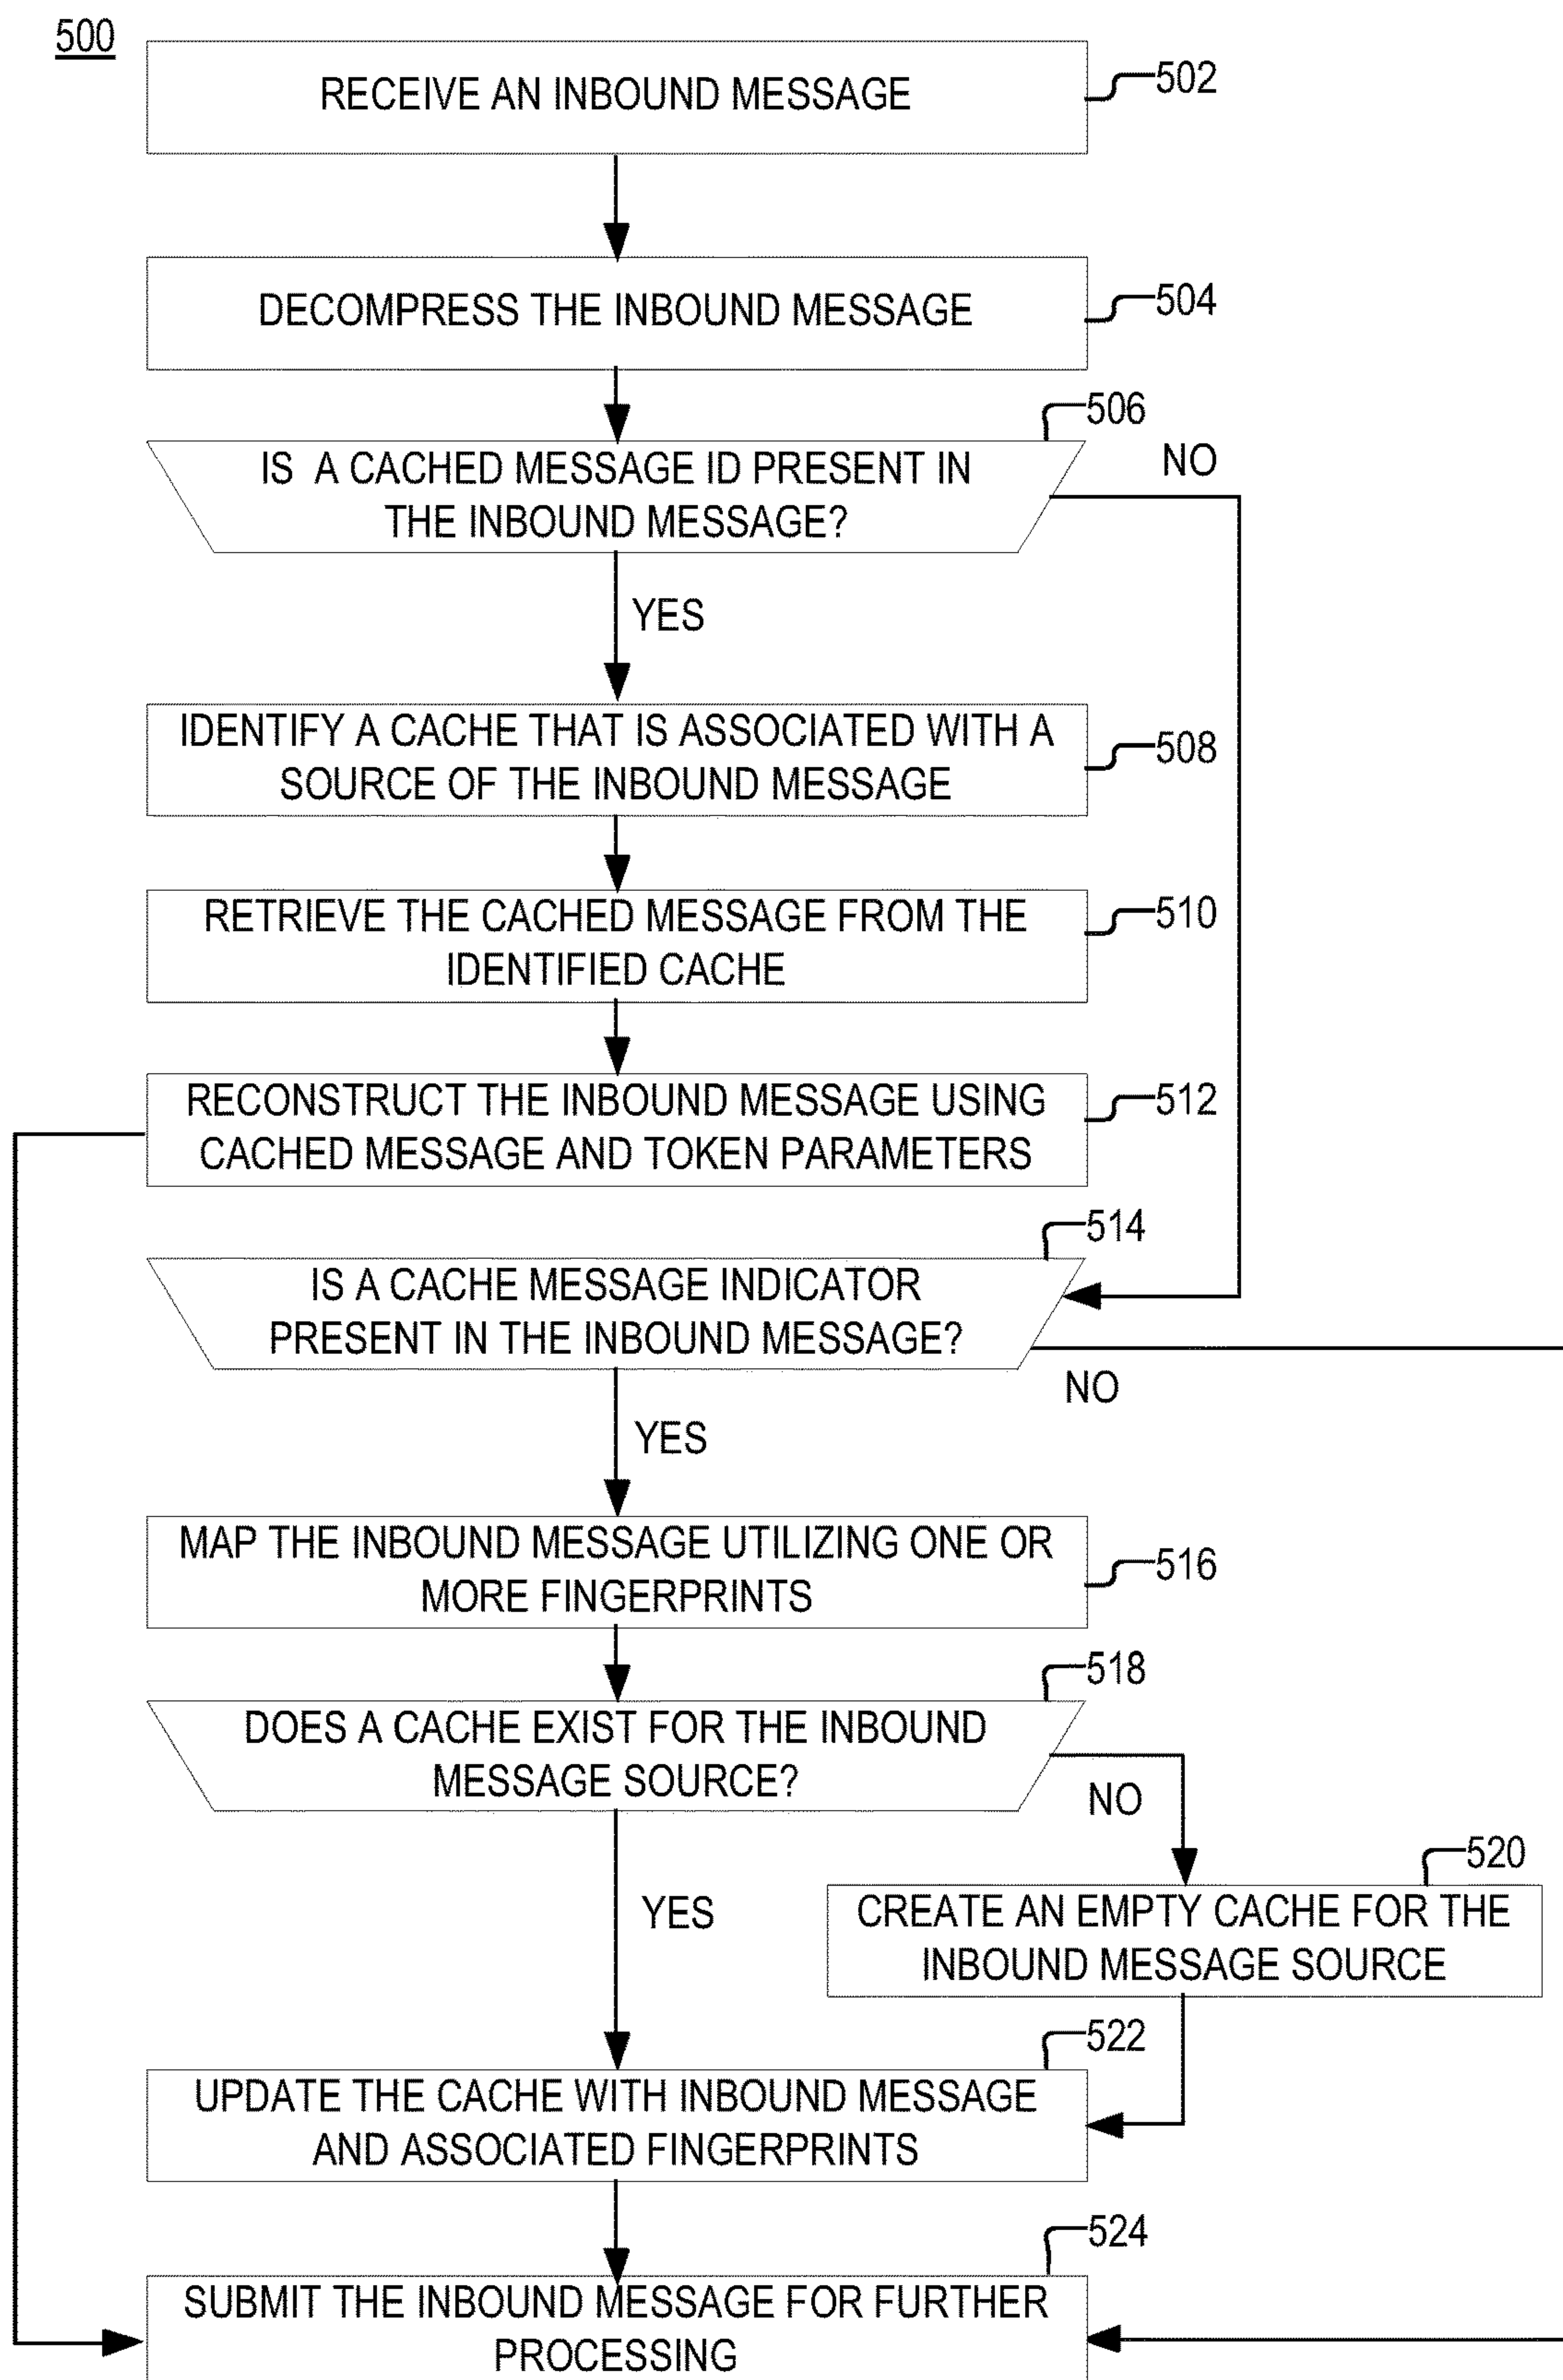 500
RECEIVE AN INBOUND MESSAGE
502
DECOMPRESS THE INBOUND MESSAGE
504
506
IS A CACHED MESSAGE ID PRESENT IN
THE INBOUND MESSAGE?
NO
YES
IDENTIFY A CACHE THAT IS ASSOCIATED WITH A
SOURCE OF THE INBOUND MESSAGE
508
RETRIEVE THE CACHED MESSAGE FROM THE
IDENTIFIED CACHE
510
RECONSTRUCT THE INBOUND MESSAGE USING
CACHED MESSAGE AND TOKEN PARAMETERS
512
514
IS A CACHE MESSAGE INDICATOR
PRESENT IN THE INBOUND MESSAGE?
NO
YES
MAP THE INBOUND MESSAGE UTILIZING ONE OR
MORE FINGERPRINTS
516
518
DOES A CACHE EXIST FOR THE INBOUND
MESSAGE SOURCE?
NO
YES
520
CREATE AN EMPTY CACHE FOR THE
INBOUND MESSAGE SOURCE
522
UPDATE THE CACHE WITH INBOUND MESSAGE
AND ASSOCIATED FINGERPRINTS
524
SUBMIT THE INBOUND MESSAGE FOR FURTHER
PROCESSING